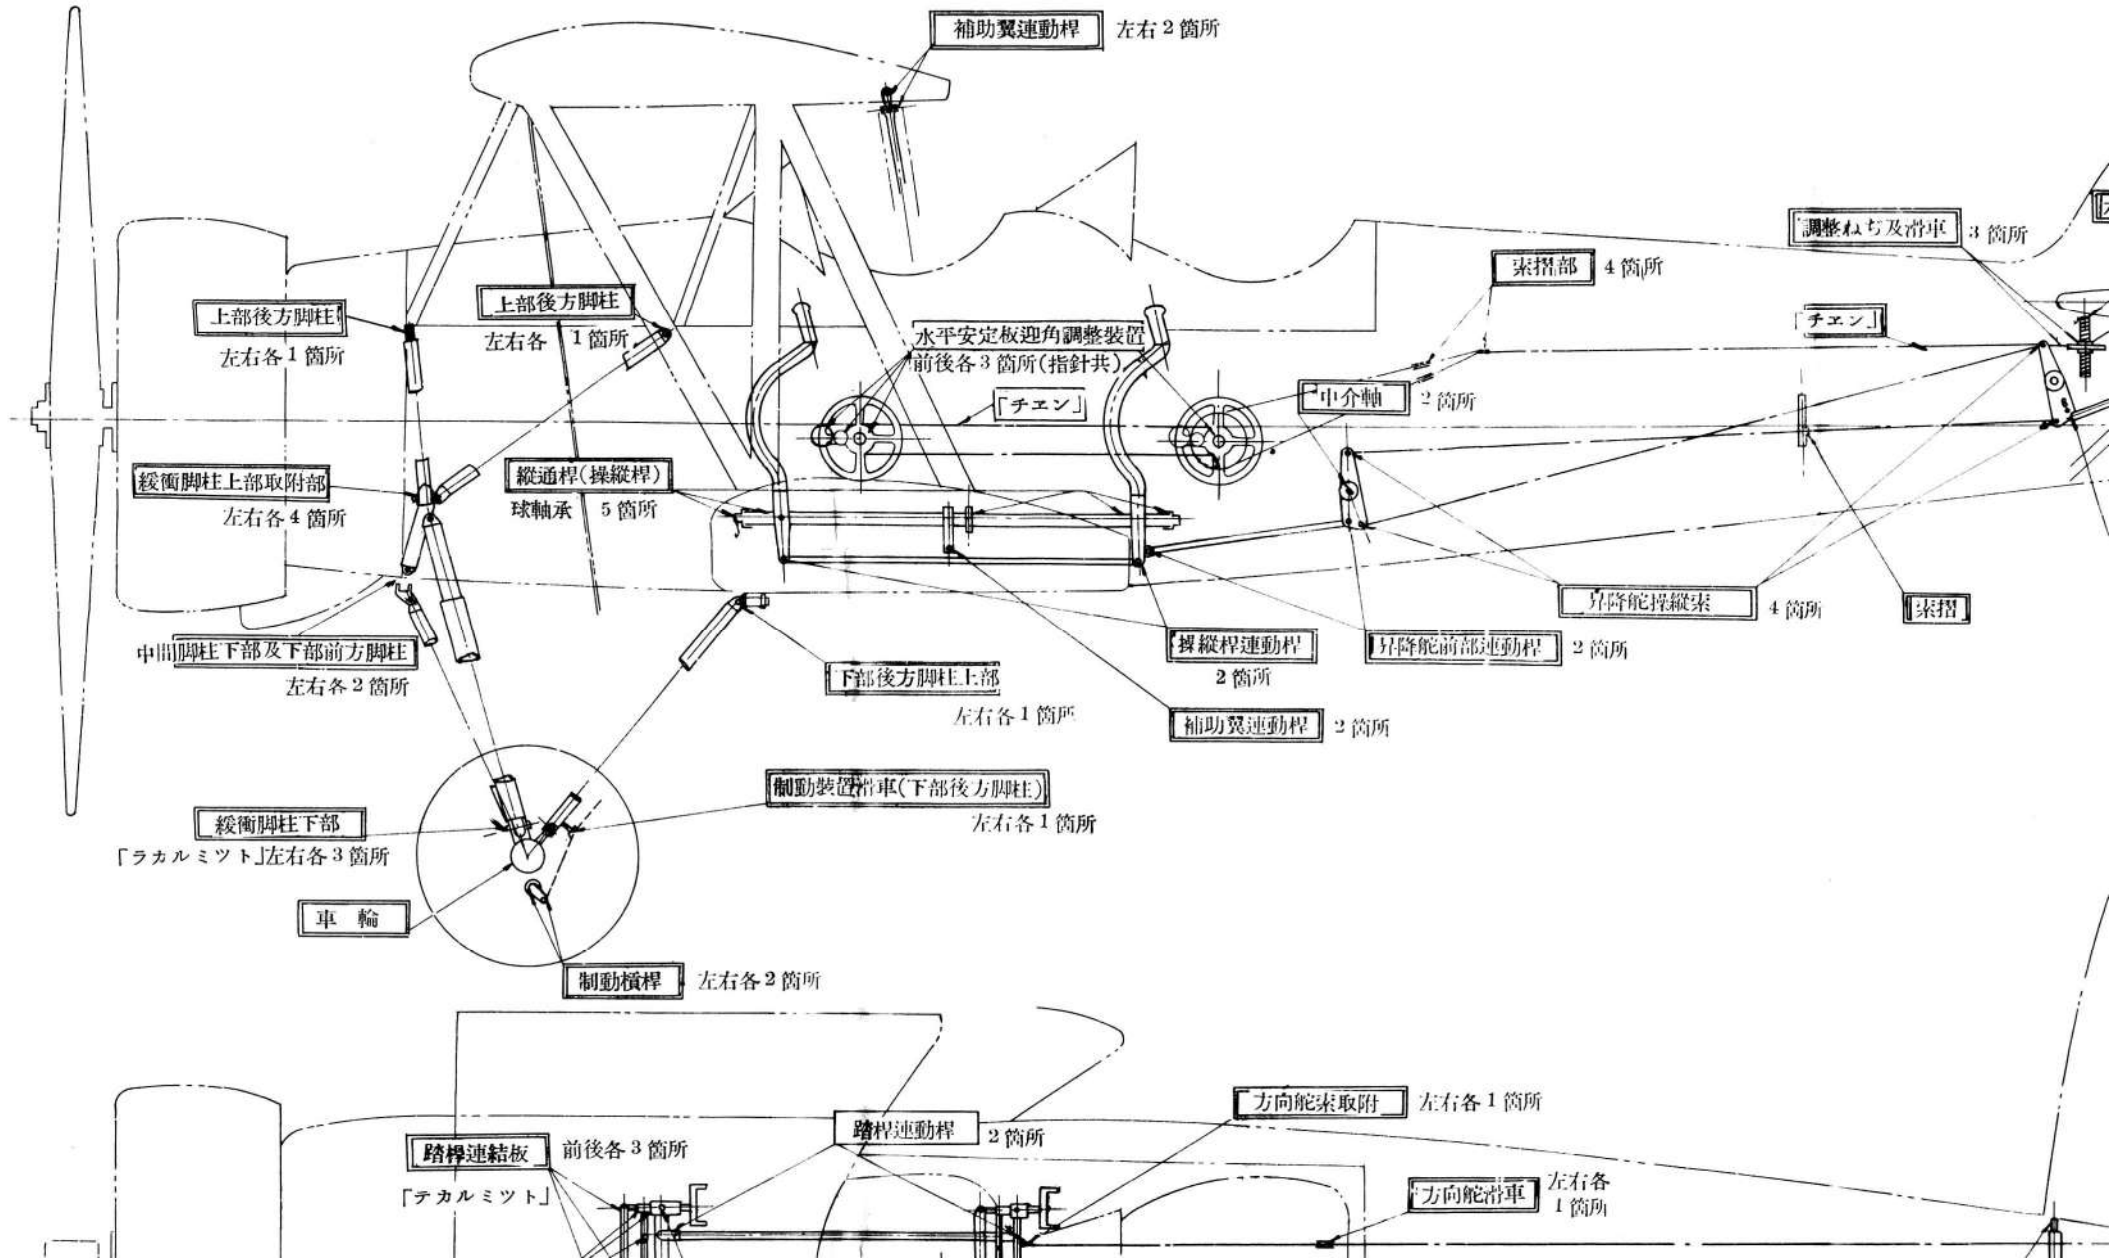 補助翼連動桿 左右2箇所
調整ねぢ及滑車 3箇所
索摺部 4箇所
上部後方脚柱
左右各1箇所
上部後方脚柱
左右各 1箇所
水平安定板迎角調整装置
前後各3箇所(指針共)
「チエン」
「チエン」
中介軸 2箇所
緩衝脚柱上部取附部
左右各4箇所
縱通桿(操縱桿)
球軸承 5箇所
昇降舵操縱索 4箇所
索摺
中間脚柱下部及下部前方脚柱
左右各2箇所
操縱桿連動桿
2箇所
昇降舵前部連動桿 2箇所
下部後方脚柱上部
左右各1箇所
補助翼連動桿 2箇所
制動裝置滑車(下部後方脚柱)
左右各1箇所
緩衝脚柱下部
「ラカルミツト」左右各3箇所
車輪
制動槓桿 左右各2箇所
方向舵索取附 左右各1箇所
踏桿連動桿 2箇所
踏桿連結板 前後各3箇所
「テカルミツト」
方向舵滑車 左右各
1箇所